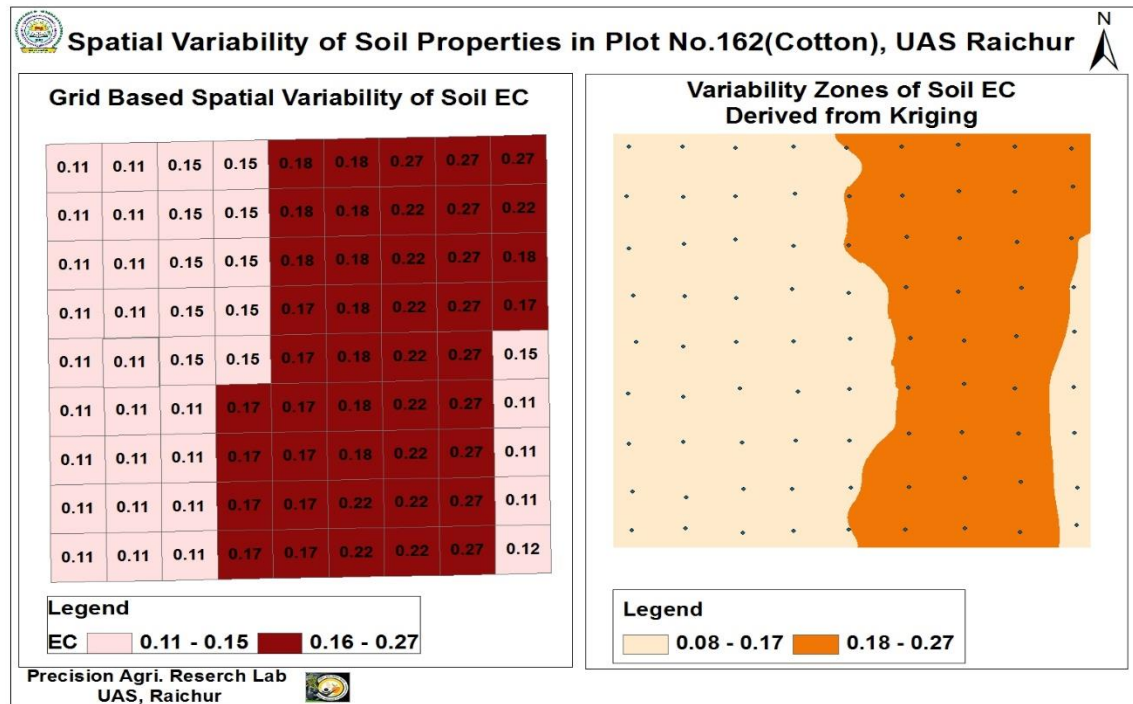 Spatial Variability of Soil Properties in Plot No.162(Cotton), UAS Raichur
N
Grid Based Spatial Variability of Soil EC
0.11 0.11 0.15 0.15 0.18 0.18 0.27 0.27 0.27
0.11 0.11 0.15 0.15 0.18 0.18 0.22 0.27 0.22
0.11 0.11 0.15 0.15 0.18 0.18 0.22 0.27 0.18
0.11 0.11 0.15 0.15 0.17 0.18 0.22 0.27 0.17
0.11 0.11 0.15 0.15 0.17 0.18 0.22 0.27 0.15
0.11 0.11 0.11 0.17 0.17 0.18 0.22 0.27 0.11
0.11 0.11 0.11 0.17 0.17 0.18 0.22 0.27 0.11
0.11 0.11 0.11 0.17 0.17 0.22 0.22 0.27 0.11
0.11 0.11 0.11 0.17 0.17 0.22 0.22 0.27 0.12
Legend
EC 0.11 - 0.15 0.16 - 0.27
Variability Zones of Soil EC
Derived from Kriging
Legend
0.08 - 0.17 0.18 - 0.27
Precision Agri. Reserch Lab
UAS, Raichur